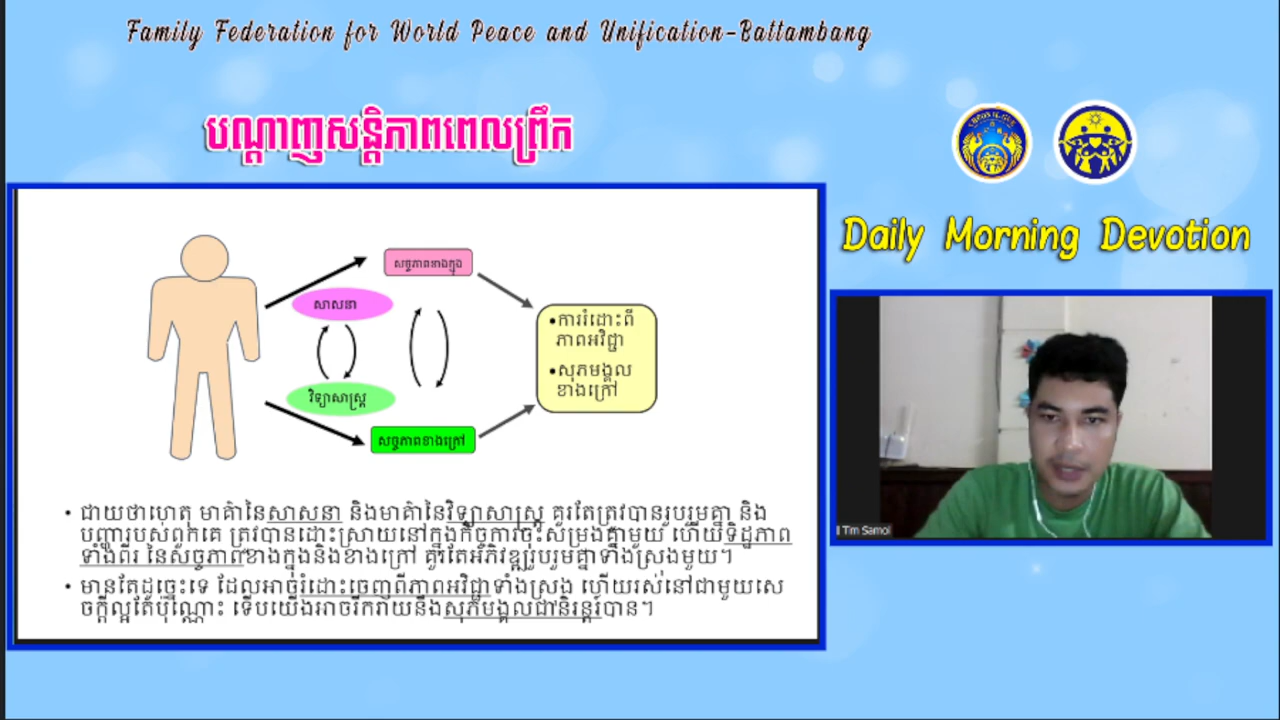 Family Federation for World Peace and Unification-Battambang
បណ្តាញសន្តិភាពពេលព្រឹក
Daily Morning Devotion
សច្ចភាពខាងក្នុង
សាសនា
•ការរំដោះពី
ភាពអវិជ្ជា
•សុភមង្គល
ខាងក្រៅ
វិទ្យាសាស្ត្រ
សច្ចភាពខាងក្រៅ
Tim Samol
• ជាយថាហេតុ មាគ៌ានៃសាសនា និងមាគ៌ានៃវិទ្យាសាស្ត្រ គួរតែត្រូវបានរួបរួមគ្នា និង
បញ្ហារបស់ពួកគេ ត្រូវបានដោះស្រាយនៅក្នុងកិច្ចការចុះសម្រុងគ្នាមួយ ហើយទិដ្ឋភាព
ទាំងពីរ នៃសច្ចភាពខាងក្នុងនិងខាងក្រៅ គួរតែអភិវឌ្ឍរួបរួមគ្នាទាំងស្រុងមួយ។
• មានតែដូច្នេះទេ ដែលអាចរំដោះចេញពីភាពអវិជ្ជាទាំងស្រុង ហើយរស់នៅជាមួយសេ
ចក្តីល្អតែប៉ុណ្ណោះ ទើបយើងអាចរីករាយនឹងសុភមង្គលជានិរន្តរ៍បាន។